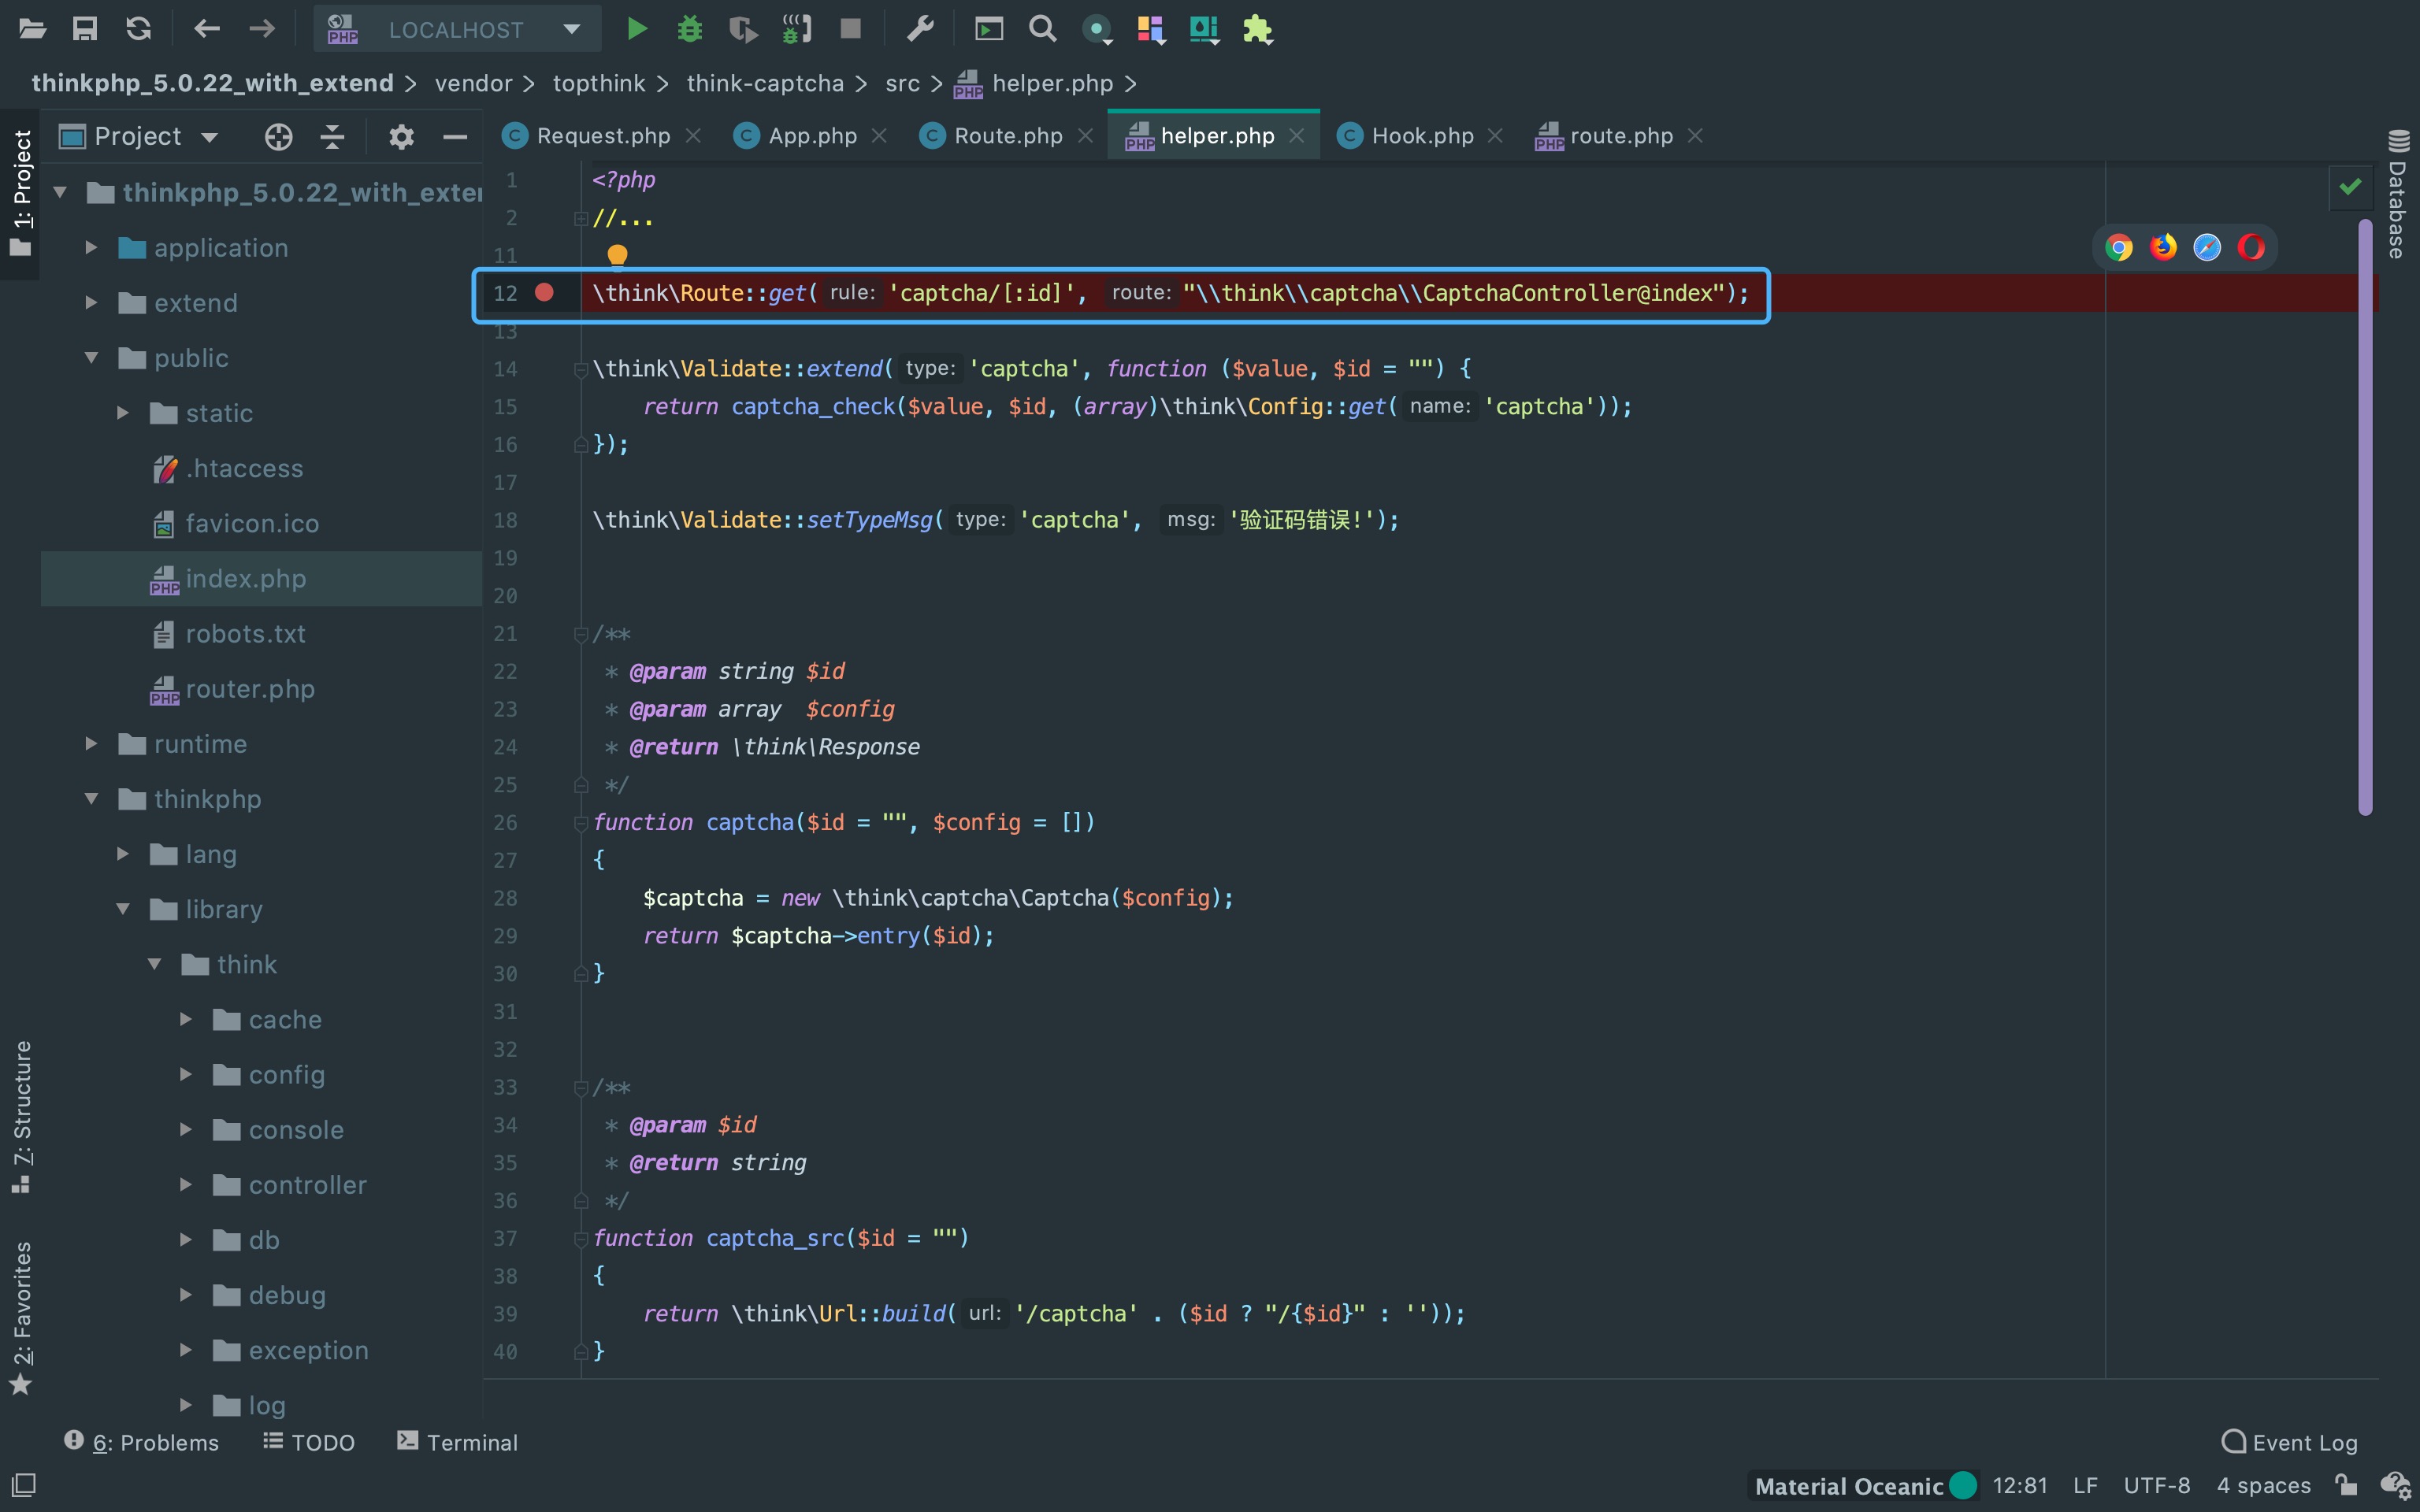 LOCALHOST
thinkphp_5.0.22_with_extend > vendor > topthink > think-captcha > src > helper.php >
1: Project
7: Structure
2: Favorites
Project
thinkphp_5.0.22_with_exter
application
extend
public
static
.htaccess
favicon.ico
index.php
robots.txt
router.php
runtime
thinkphp
lang
library
think
cache
config
console
controller
db
debug
exception
log
Request.php App.php Route.php helper.php Hook.php route.php
1 <?php
2 //...
11
12 \think\Route::get( rule: 'captcha/[:id]', route: "\\think\\captcha\\CaptchaController@index");
13
14 \think\Validate::extend( type: 'captcha', function ($value, $id = "") {
15 return captcha_check($value, $id, (array)\think\Config::get( name: 'captcha'));
16 });
17
18 \think\Validate::setTypeMsg( type: 'captcha', msg: '验证码错误!');
19
20
21 /**
22 * @param string $id
23 * @param array $config
24 * @return \think\Response
25 */
26 function captcha($id = "", $config = [])
27 {
28 $captcha = new \think\captcha\Captcha($config);
29 return $captcha->entry($id);
30 }
31
32
33 /**
34 * @param $id
35 * @return string
36 */
37 function captcha_src($id = "")
38 {
39 return \think\Url::build( url: '/captcha' . ($id ? "/{$id}" : ''));
40 }
Database
6: Problems TODO Terminal Event Log
Material Oceanic 12:81 LF UTF-8 4 spaces